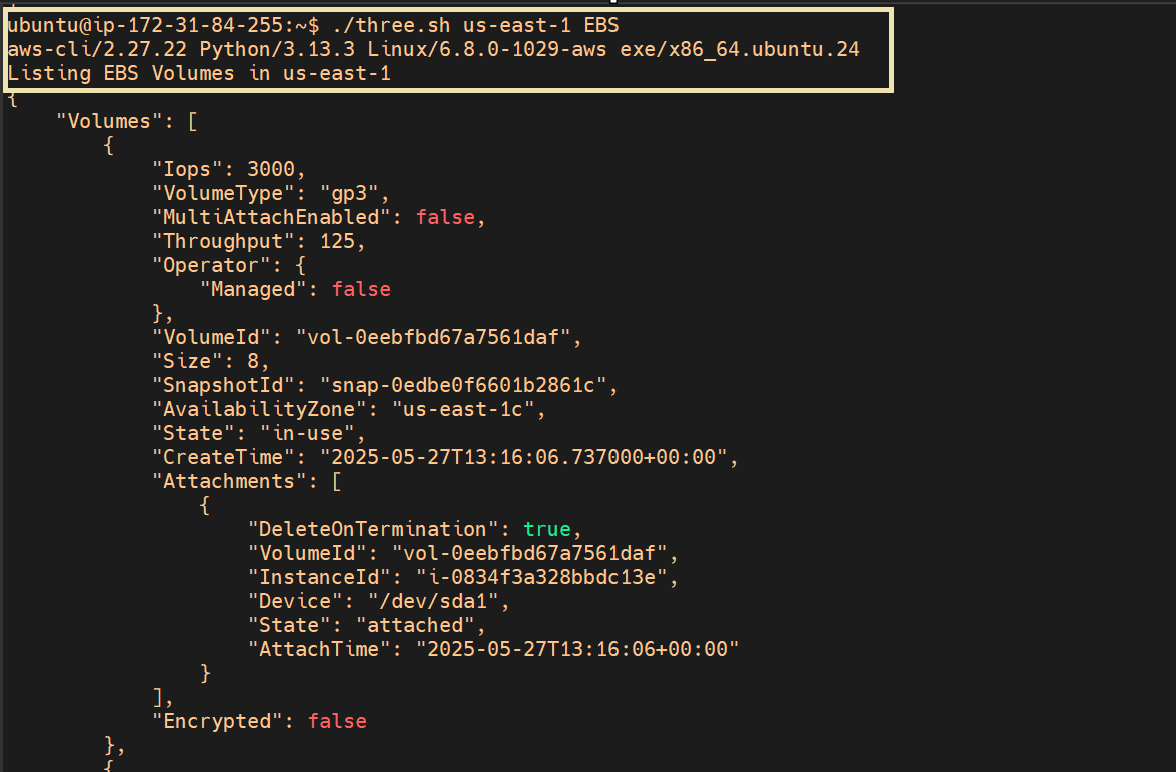 ubuntu@ip-172-31-84-255:~$ ./three.sh us-east-1 EBS
aws-cli/2.27.22 Python/3.13.3 Linux/6.8.0-1029-aws exe/x86_64.ubuntu.24
Listing EBS Volumes in us-east-1
{
    "Volumes": [
        {
            "Iops": 3000,
            "VolumeType": "gp3",
            "MultiAttachEnabled": false,
            "Throughput": 125,
            "Operator": {
                "Managed": false
            },
            "VolumeId": "vol-0eebfbd67a7561daf",
            "Size": 8,
            "SnapshotId": "snap-0edbe0f6601b2861c",
            "AvailabilityZone": "us-east-1c",
            "State": "in-use",
            "CreateTime": "2025-05-27T13:16:06.737000+00:00",
            "Attachments": [
                {
                    "DeleteOnTermination": true,
                    "VolumeId": "vol-0eebfbd67a7561daf",
                    "InstanceId": "i-0834f3a328bbdc13e",
                    "Device": "/dev/sda1",
                    "State": "attached",
                    "AttachTime": "2025-05-27T13:16:06+00:00"
                }
            ],
            "Encrypted": false
        },
        {